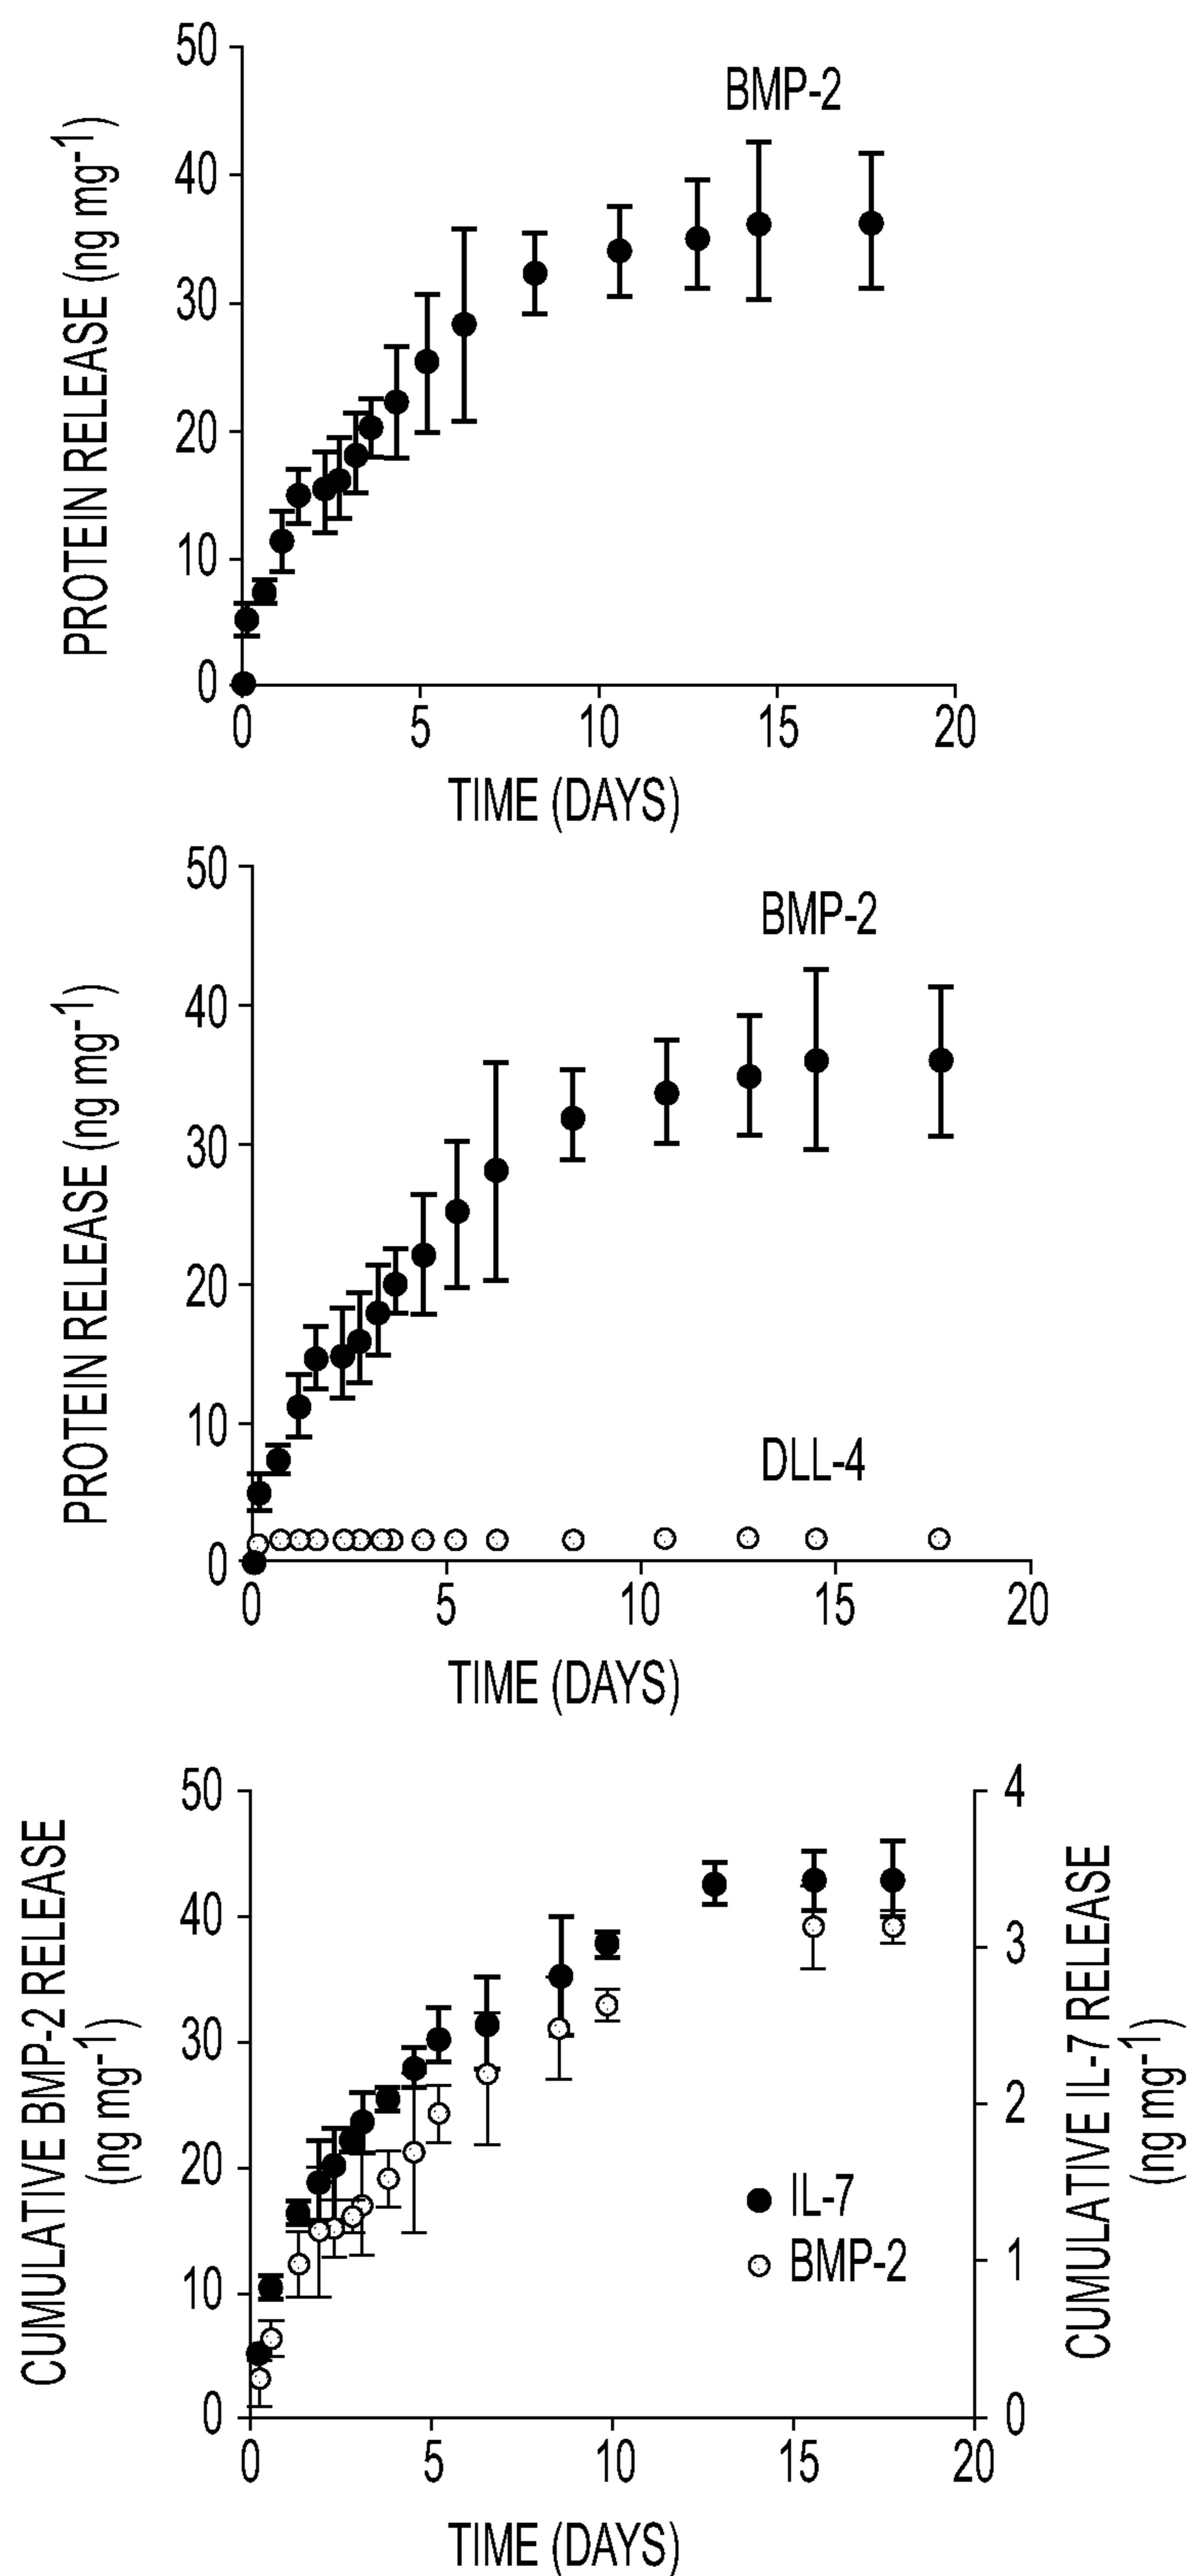 50
BMP-2
40
30
20
10
0
PROTEIN RELEASE (ng mg-1)
0 5 10 15 20
TIME (DAYS)
50
BMP-2
40
30
20
10
DLL-4
0
PROTEIN RELEASE (ng mg-1)
0 5 10 15 20
TIME (DAYS)
50
40
30
20
10
0
CUMULATIVE BMP-2 RELEASE
(ng mg-1)
4
3
2
1
0
CUMULATIVE IL-7 RELEASE
(ng mg-1)
IL-7
BMP-2
0 5 10 15 20
TIME (DAYS)